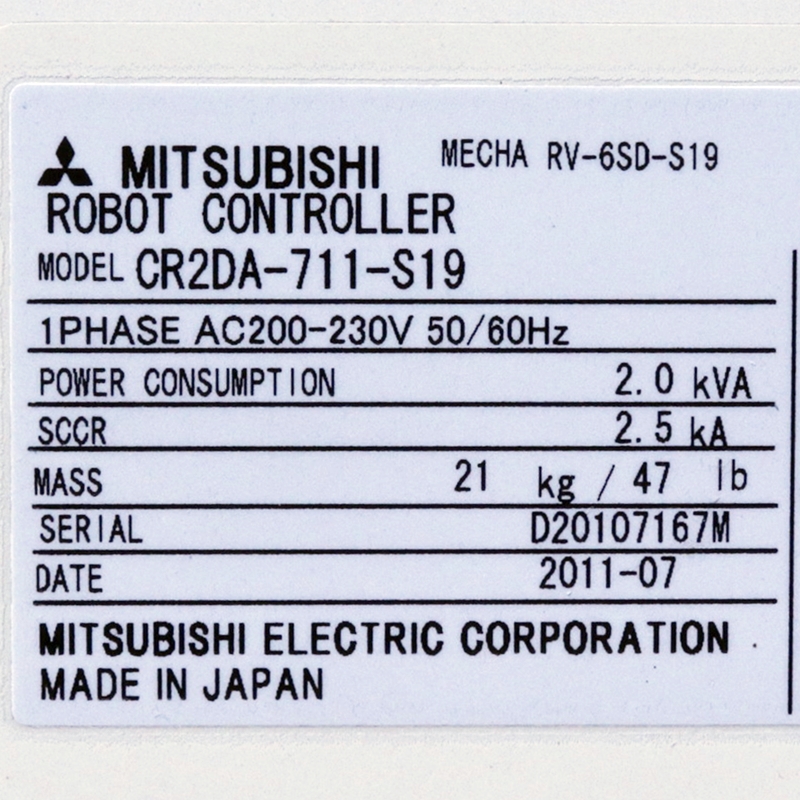 MITSUBISHI MECHA RV-6SD-S19
ROBOT CONTROLLER
MODEL CR2DA-711-S19
1PHASE AC200-230V 50/60Hz
POWER CONSUMPTION 2.0 kVA
SCCR 2.5 kA
MASS 21 kg / 47 lb
SERIAL D20107167M
DATE 2011-07
MITSUBISHI ELECTRIC CORPORATION
MADE IN JAPAN